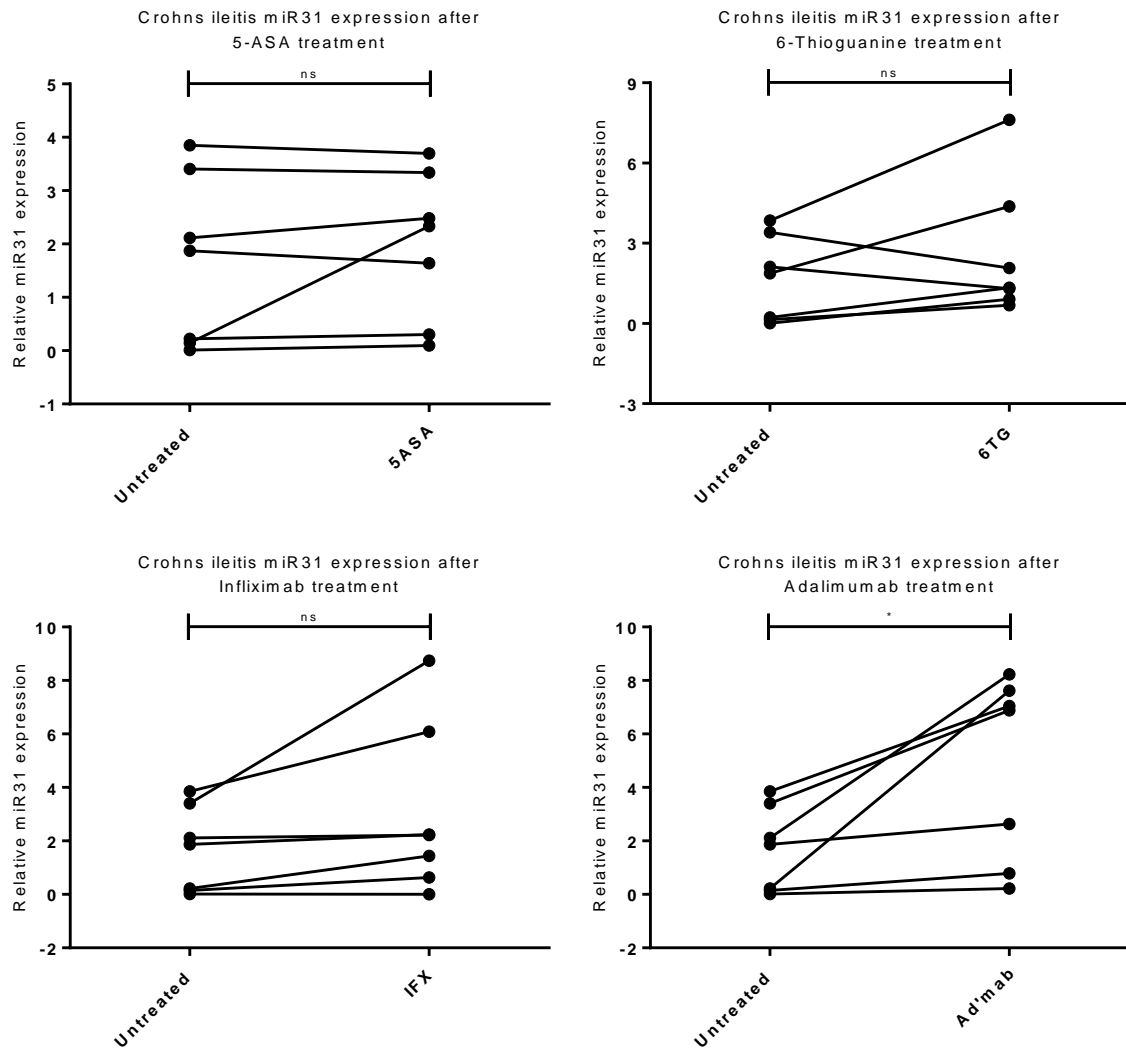 Crohns ileitis miR31 expression after
5-ASA treatment
ns
Relative miR31 expression
5
4
3
2
1
0
-1
Untreated
5ASA
Crohns ileitis miR31 expression after
6-Thioguanine treatment
ns
Relative miR31 expression
9
6
3
0
-3
Untreated
6TG
Crohns ileitis miR31 expression after
Infliximab treatment
ns
Relative miR31 expression
10
8
6
4
2
0
-2
Untreated
IFX
Crohns ileitis miR31 expression after
Adalimumab treatment
*
Relative miR31 expression
10
8
6
4
2
0
-2
Untreated
Ad'mab